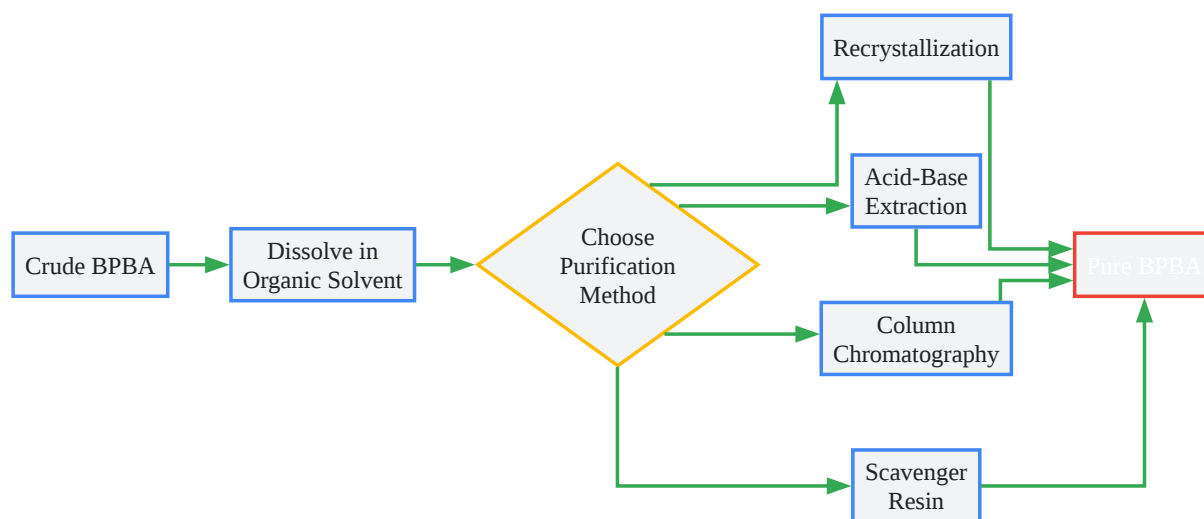 Crude BPBA
Dissolve in
Organic Solvent
Choose
Purification
Method
Recrystallization
Acid-Base
Extraction
Column
Chromatography
Scavenger
Resin
Pure BPBA